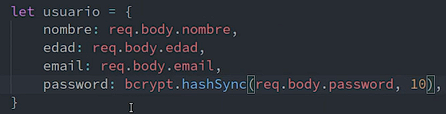 let usuario = {
    nombre: req.body.nombre,
    edad: req.body.edad,
    email: req.body.email,
    password: bcrypt.hashSync(req.body.password, 10),
}